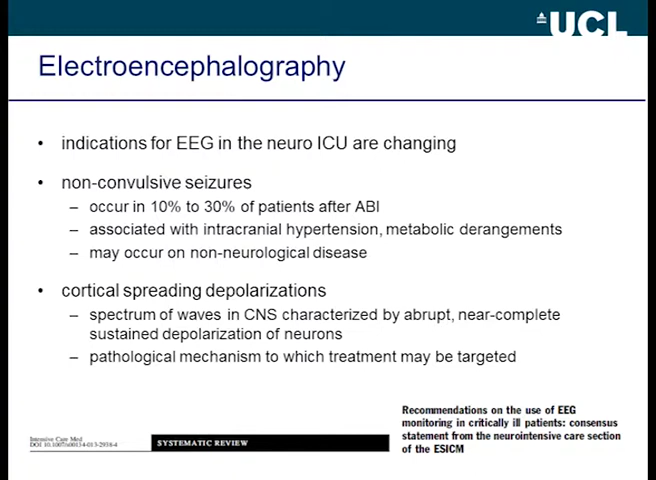 UCL
Electroencephalography
• indications for EEG in the neuro ICU are changing
• non-convulsive seizures
– occur in 10% to 30% of patients after ABI
– associated with intracranial hypertension, metabolic derangements
– may occur on non-neurological disease
• cortical spreading depolarizations
– spectrum of waves in CNS characterized by abrupt, near-complete
sustained depolarization of neurons
– pathological mechanism to which treatment may be targeted
Recommendations on the use of EEG
monitoring in critically ill patients: consensus
statement from the neurointensive care section
of the ESICM
Intensive Care Med
DOI 10.1007/s00134-013-2938-4
SYSTEMATIC REVIEW